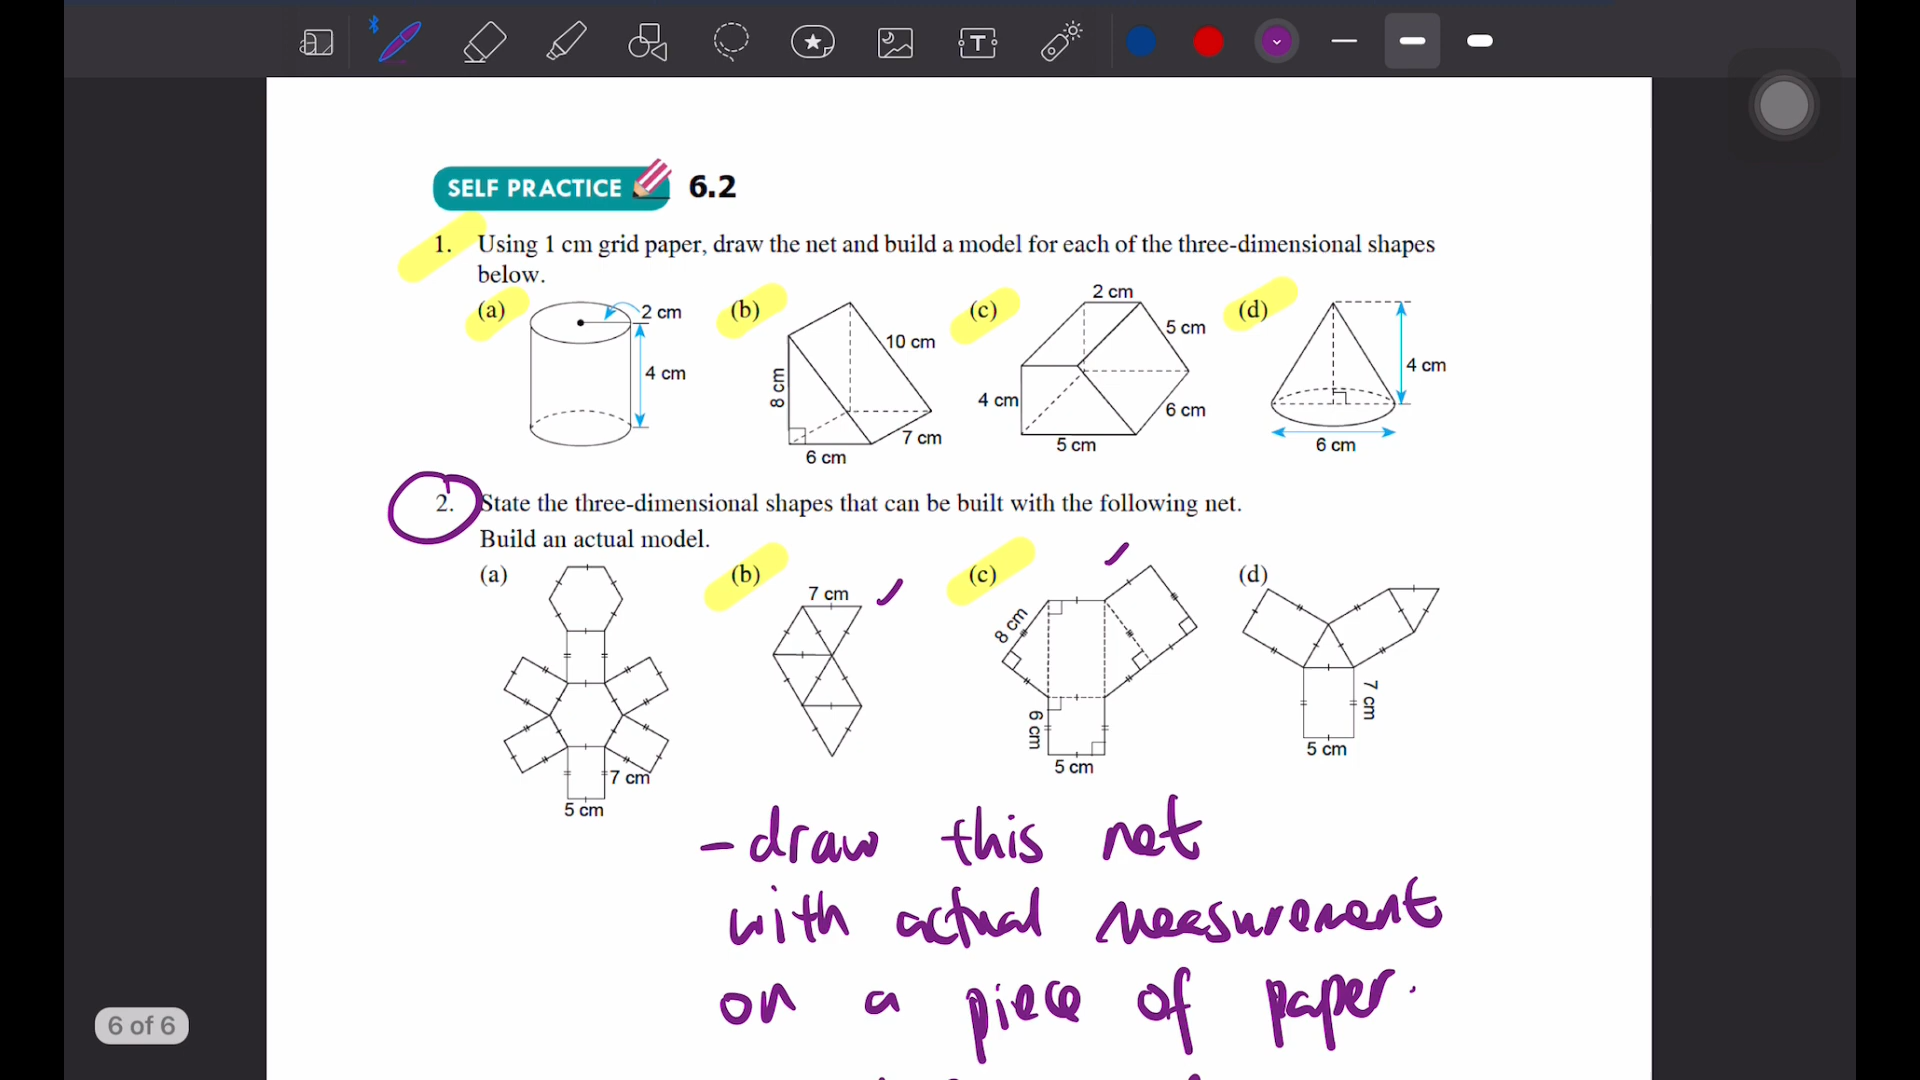 SELF PRACTICE 6.2
1. Using 1 cm grid paper, draw the net and build a model for each of the three-dimensional shapes
below.
(a) 2 cm 4 cm
(b) 10 cm 8 cm 7 cm 6 cm
(c) 2 cm 5 cm 4 cm 6 cm 5 cm
(d) 4 cm 6 cm
2. State the three-dimensional shapes that can be built with the following net.
Build an actual model.
(a) 7 cm 5 cm
(b) 7 cm
(c) 8 cm 6 cm 5 cm
(d) 7 cm 5 cm
- draw this net
with actual measurement
on a piece of paper.
6 of 6
T